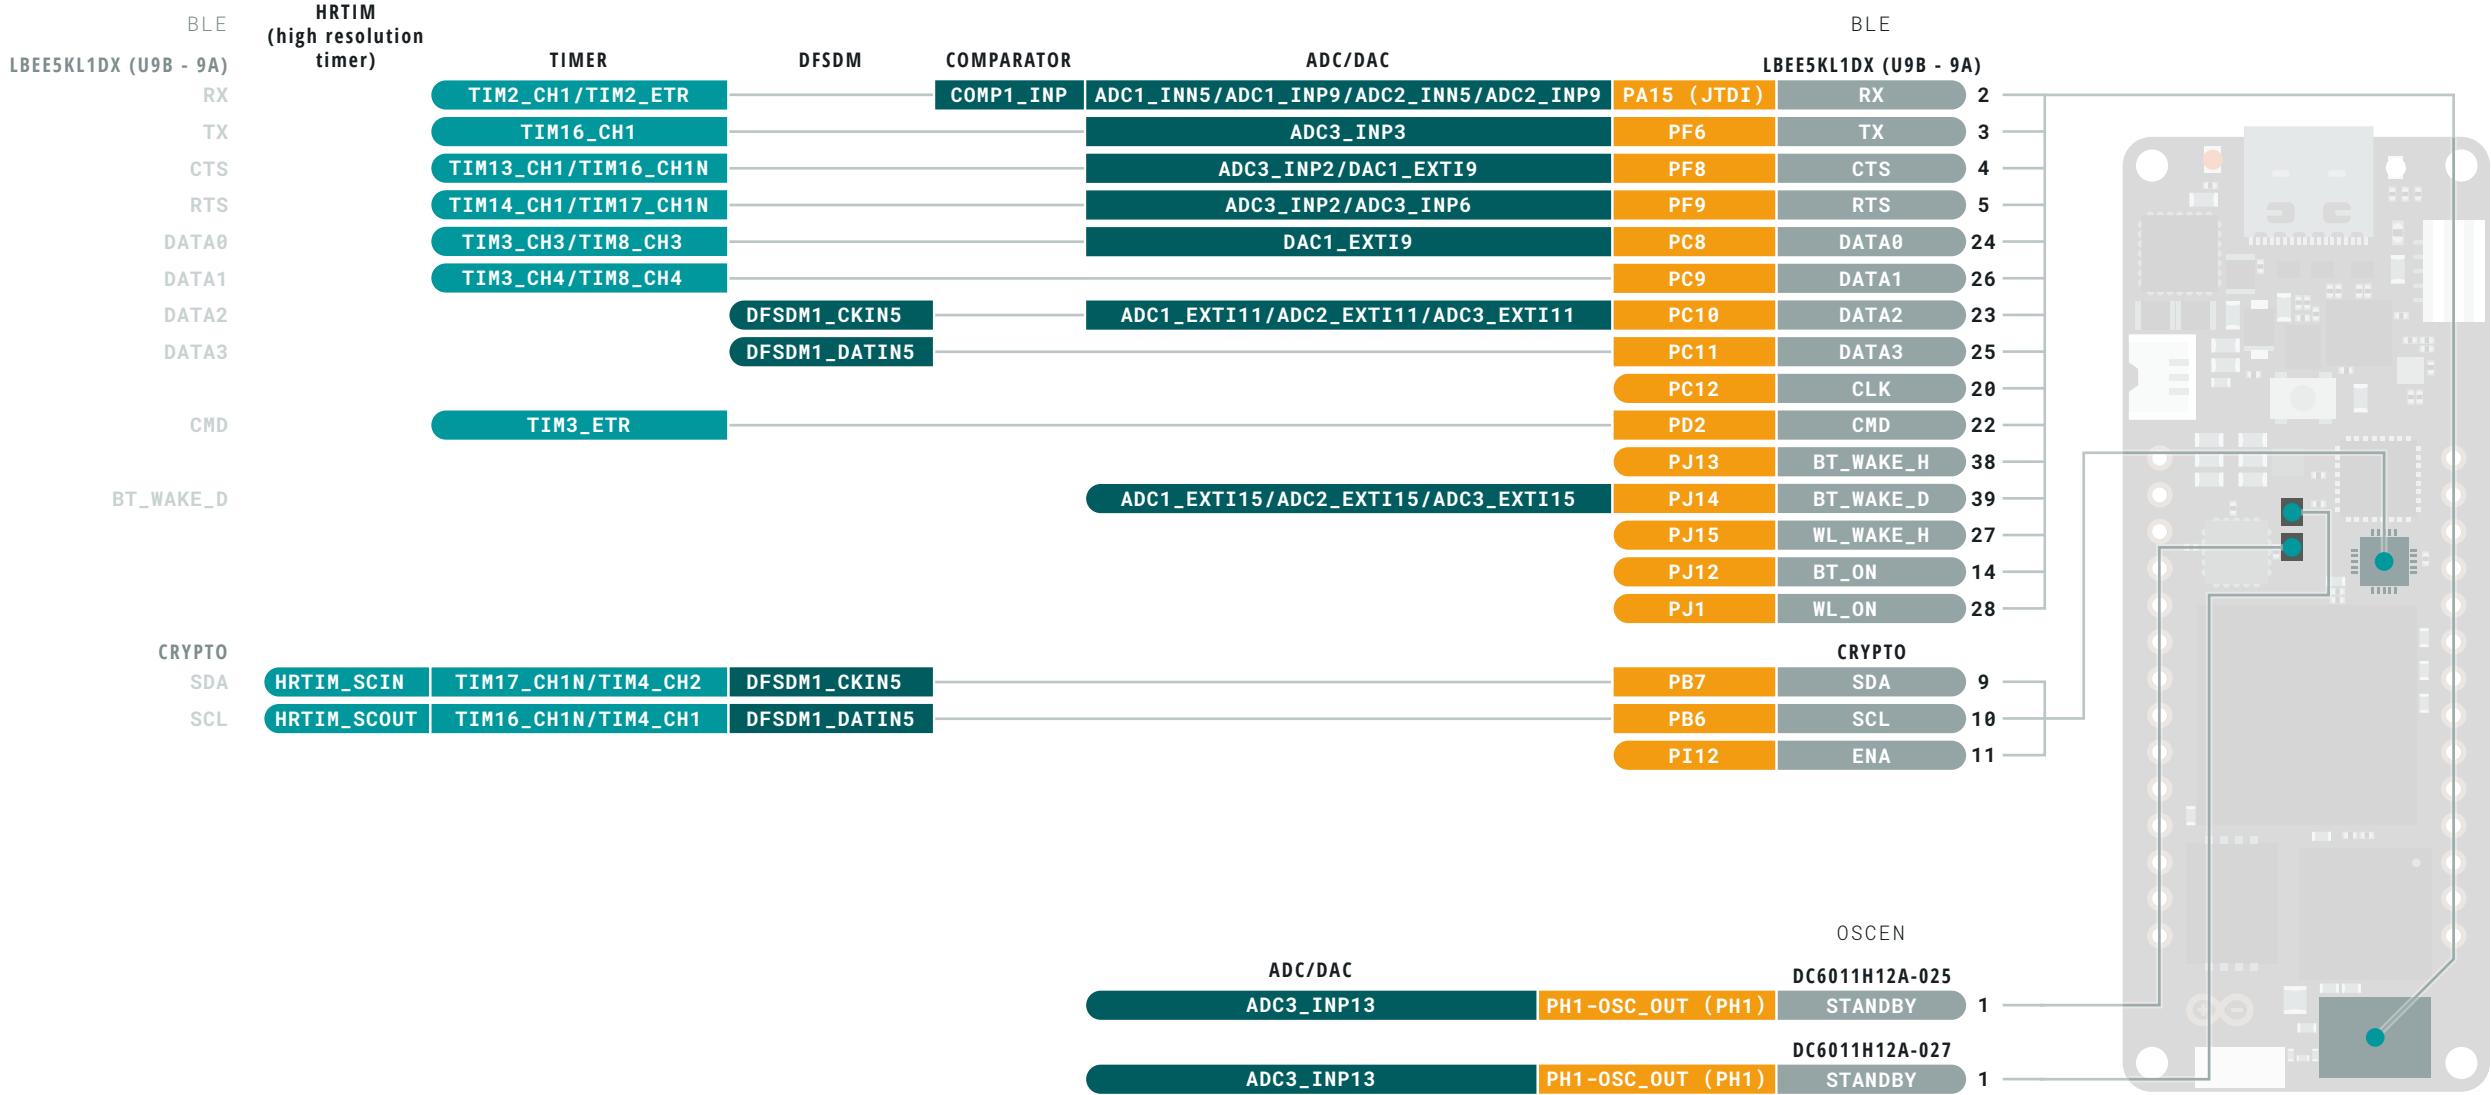 BLE
HRTIM
(high resolution
timer)
TIMER
DFSDM
COMPARATOR
ADC/DAC
BLE
LBEE5KL1DX (U9B - 9A)
LBEE5KL1DX (U9B - 9A)
RX TIM2_CH1/TIM2_ETR COMP1_INP ADC1_INN5/ADC1_INP9/ADC2_INN5/ADC2_INP9 PA15 (JTDI) RX 2
TX TIM16_CH1 ADC3_INP3 PF6 TX 3
CTS TIM13_CH1/TIM16_CH1N ADC3_INP2/DAC1_EXTI9 PF8 CTS 4
RTS TIM14_CH1/TIM17_CH1N ADC3_INP2/ADC3_INP6 PF9 RTS 5
DATA0 TIM3_CH3/TIM8_CH3 DAC1_EXTI9 PC8 DATA0 24
DATA1 TIM3_CH4/TIM8_CH4 PC9 DATA1 26
DATA2 DFSDM1_CKIN5 ADC1_EXTI11/ADC2_EXTI11/ADC3_EXTI11 PC10 DATA2 23
DATA3 DFSDM1_DATIN5 PC11 DATA3 25
PC12 CLK 20
CMD TIM3_ETR PD2 CMD 22
PJ13 BT_WAKE_H 38
BT_WAKE_D ADC1_EXTI15/ADC2_EXTI15/ADC3_EXTI15 PJ14 BT_WAKE_D 39
PJ15 WL_WAKE_H 27
PJ12 BT_ON 14
PJ1 WL_ON 28
CRYPTO CRYPTO
SDA HRTIM_SCIN TIM17_CH1N/TIM4_CH2 DFSDM1_CKIN5 PB7 SDA 9
SCL HRTIM_SCOUT TIM16_CH1N/TIM4_CH1 DFSDM1_DATIN5 PB6 SCL 10
PI12 ENA 11
OSCEN
ADC/DAC DC6011H12A-025
ADC3_INP13 PH1-OSC_OUT (PH1) STANDBY 1
DC6011H12A-027
ADC3_INP13 PH1-OSC_OUT (PH1) STANDBY 1